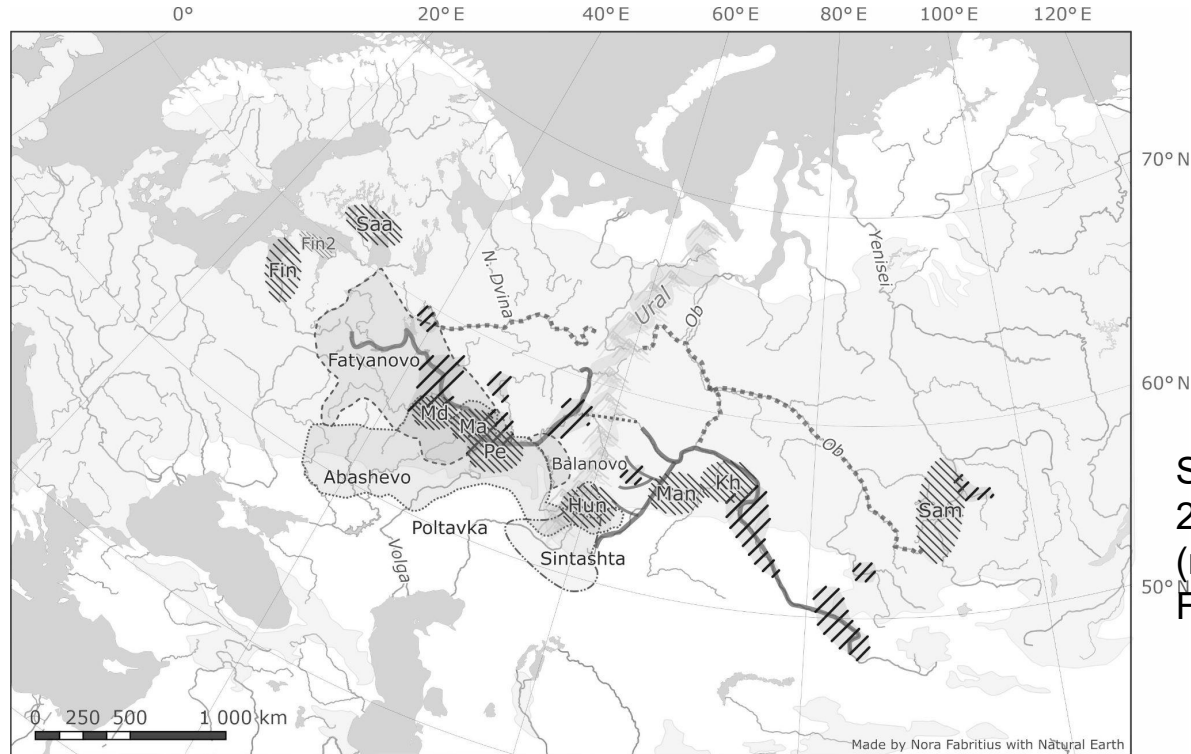 0° 20°E 40°E 60°E 80°E 100°E 120°E
70°N
60°N
50°N
Saa
Fin2
Fin
N. Dvina
Ural
Ob
Yenisei
Fatyanovo
Md
Ma
Pe
Ob
Abashevo
Balanovo
Hun
Man
Kh
Sam
Poltavka
Sintashta
Volga
0 250 500 1 000 km
Made by Nora Fabritius with Natural Earth
S
2
(
F